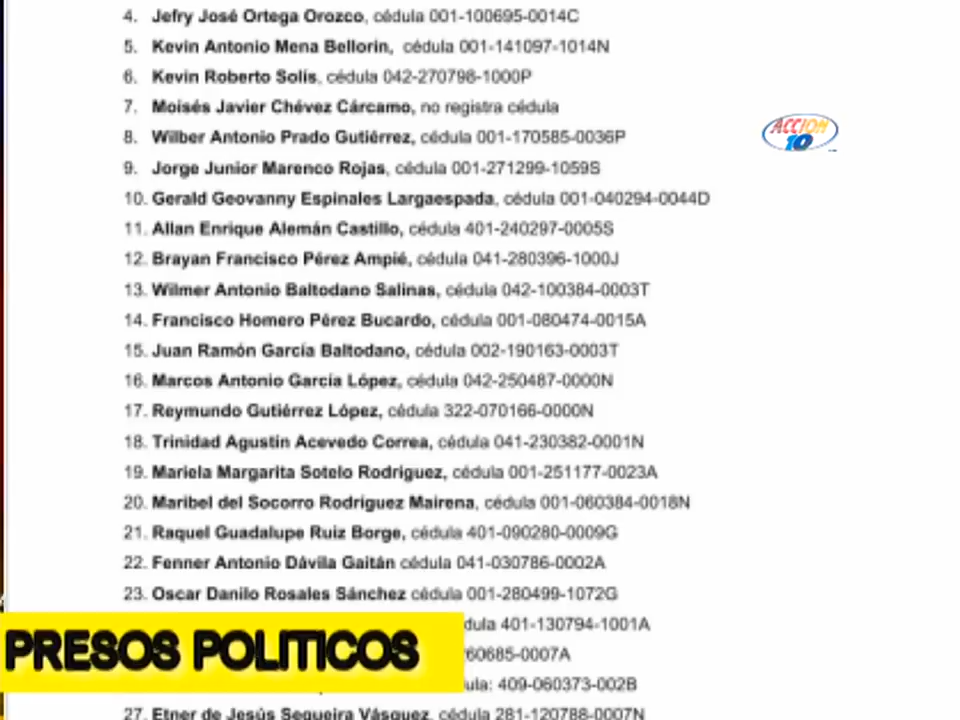 4. Jefry José Ortega Orozco, cédula 001-100695-0014C
5. Kevin Antonio Mena Bellorin, cédula 001-141097-1014N
6. Kevin Roberto Solís, cédula 042-270798-1000P
7. Moisés Javier Chévez Cárcamo, no registra cédula
8. Wilber Antonio Prado Gutiérrez, cédula 001-170585-0036P
9. Jorge Junior Marenco Rojas, cédula 001-271299-1059S
ACCION
10
10. Gerald Geovanny Espinales Largaespada, cédula 001-040294-0044D
11. Allan Enrique Alemán Castillo, cédula 401-240297-0005S
12. Brayan Francisco Pérez Ampié, cédula 041-280396-1000J
13. Wilmer Antonio Baltodano Salinas, cédula 042-100384-0003T
14. Francisco Homero Pérez Bucardo, cédula 001-080474-0015A
15. Juan Ramón García Baltodano, cédula 002-190163-0003T
16. Marcos Antonio García López, cédula 042-250487-0000N
17. Reymundo Gutiérrez López, cédula 322-070166-0000N
18. Trinidad Agustín Acevedo Correa, cédula 041-230382-0001N
19. Mariela Margarita Sotelo Rodríguez, cédula 001-251177-0023A
20. Maribel del Socorro Rodríguez Mairena, cédula 001-060384-0018N
21. Raquel Guadalupe Ruiz Borge, cédula 401-090280-0009G
22. Fenner Antonio Dávila Gaitán cédula 041-030786-0002A
23. Oscar Danilo Rosales Sánchez cédula 001-280499-1072G
dula 401-130794-1001A
60685-0007A
ula: 409-060373-002B
PRESOS POLITICOS
27. Etner de Jesús Sequeira Vásquez, cédula 281-120788-0007N